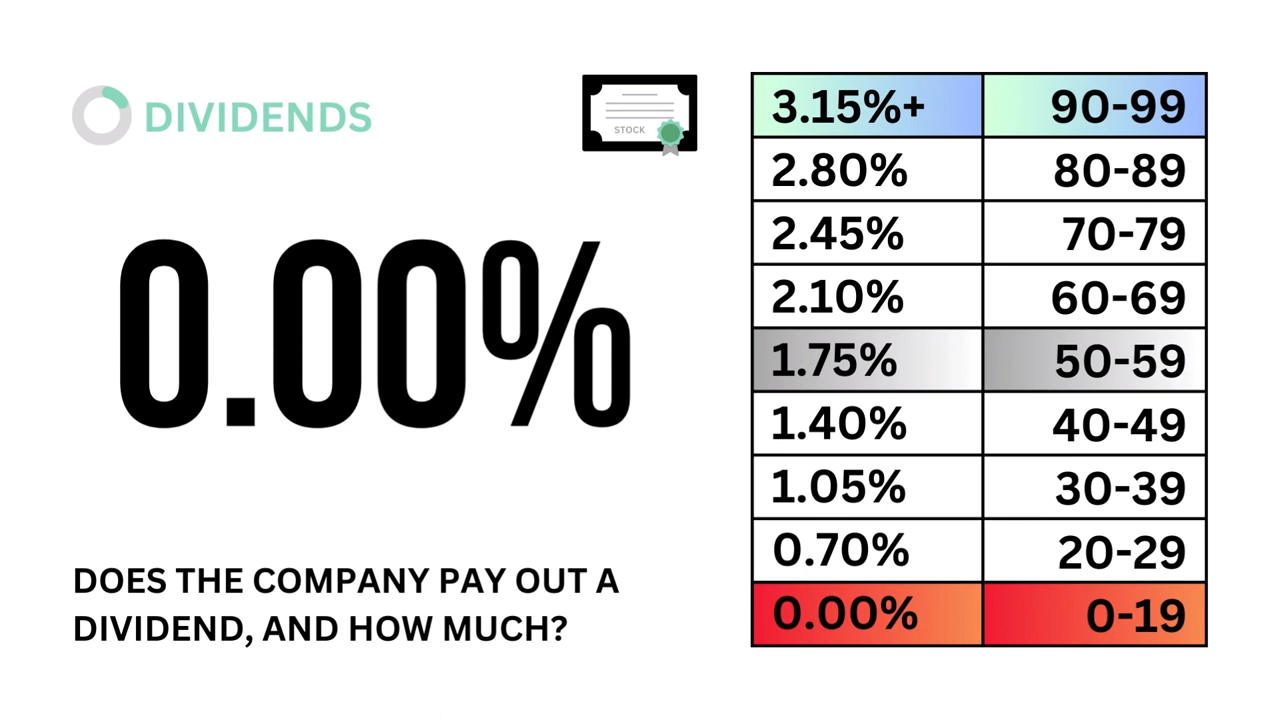 DIVIDENDS
STOCK
0.00%
DOES THE COMPANY PAY OUT A
DIVIDEND, AND HOW MUCH?
3.15%+ 90-99
2.80% 80-89
2.45% 70-79
2.10% 60-69
1.75% 50-59
1.40% 40-49
1.05% 30-39
0.70% 20-29
0.00% 0-19